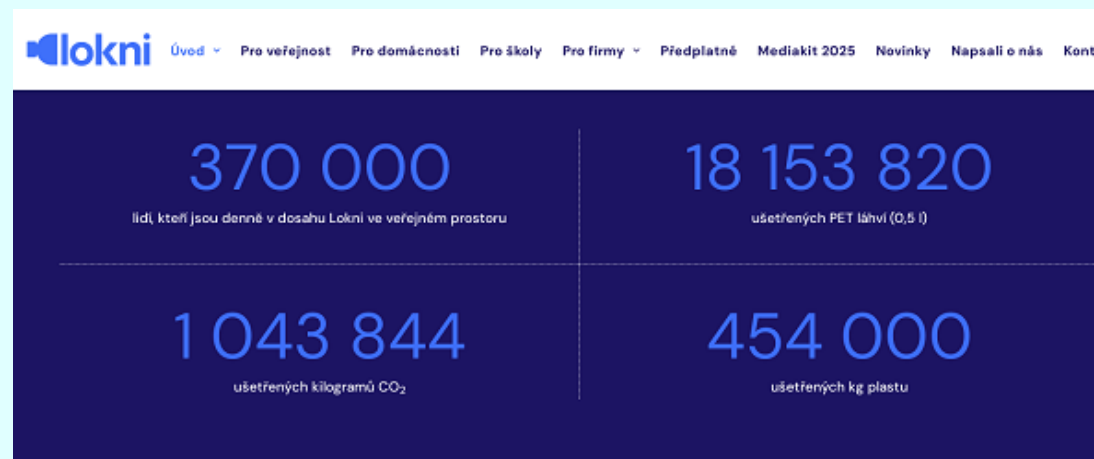 lokni Úvod Pro veřejnost Pro domácnosti Pro školy Pro firmy Předplatné Mediakit 2025 Novinky Napsali o nás Kont
370 000
lidí, kteří jsou denně v dosahu Lokni ve veřejném prostoru
18 153 820
ušetřených PET láhví (0,5 l)
1 043 844
ušetřených kilogramů CO₂
454 000
ušetřených kg plastu